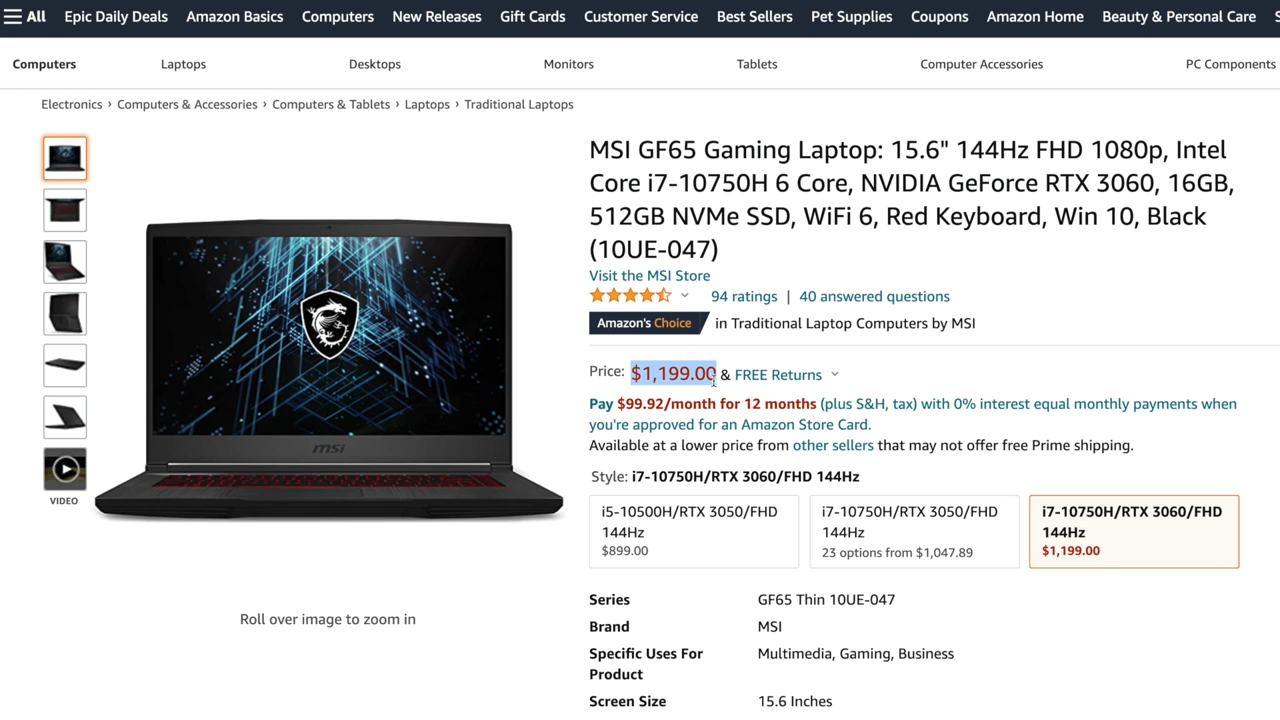 All Epic Daily Deals Amazon Basics Computers New Releases Gift Cards Customer Service Best Sellers Pet Supplies Coupons Amazon Home Beauty & Personal Care S
Computers Laptops Desktops Monitors Tablets Computer Accessories PC Components
Electronics › Computers & Accessories › Computers & Tablets › Laptops › Traditional Laptops
MSI GF65 Gaming Laptop: 15.6" 144Hz FHD 1080p, Intel
Core i7-10750H 6 Core, NVIDIA GeForce RTX 3060, 16GB,
512GB NVMe SSD, WiFi 6, Red Keyboard, Win 10, Black
(10UE-047)
Visit the MSI Store
94 ratings | 40 answered questions
Amazon's Choice in Traditional Laptop Computers by MSI
Price: $1,199.00 & FREE Returns
Pay $99.92/month for 12 months (plus S&H, tax) with 0% interest equal monthly payments when
you're approved for an Amazon Store Card.
Available at a lower price from other sellers that may not offer free Prime shipping.
Style: i7-10750H/RTX 3060/FHD 144Hz
i5-10500H/RTX 3050/FHD
144Hz
$899.00
i7-10750H/RTX 3050/FHD
144Hz
23 options from $1,047.89
i7-10750H/RTX 3060/FHD
144Hz
$1,199.00
Series GF65 Thin 10UE-047
Brand MSI
Specific Uses For Multimedia, Gaming, Business
Product
Screen Size 15.6 Inches
msi
VIDEO
Roll over image to zoom in